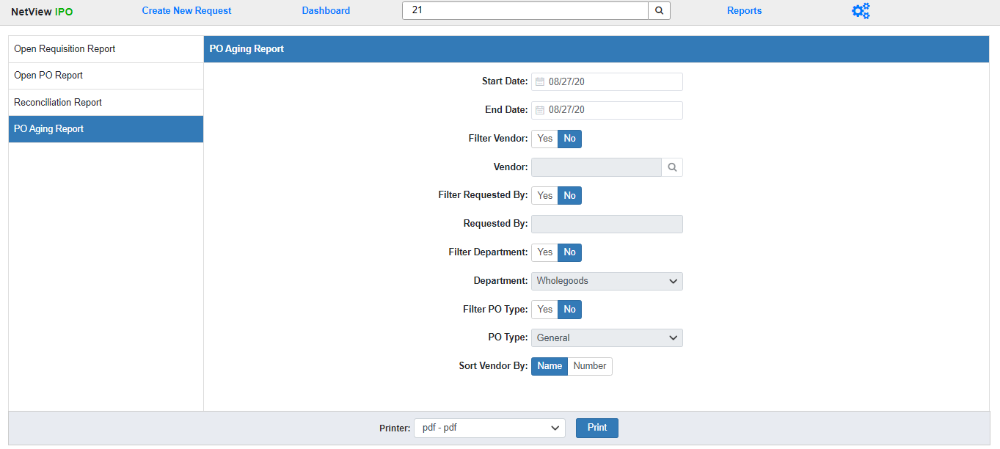 NetView IPO
Create New Request
Dashboard
21
Reports
Open Requisition Report
Open PO Report
Reconciliation Report
PO Aging Report
PO Aging Report
Start Date: 08/27/20
End Date: 08/27/20
Filter Vendor: Yes No
Vendor:
Filter Requested By: Yes No
Requested By:
Filter Department: Yes No
Department: Wholegoods
Filter PO Type: Yes No
PO Type: General
Sort Vendor By: Name Number
Printer: pdf - pdf Print